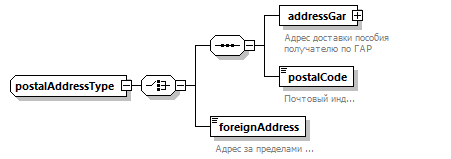 addressGar
Адрес доставки пособия
получателю по ГАР
postalAddressType
postalCode
Почтовый инд...
foreignAddress
Адрес за пределами ...